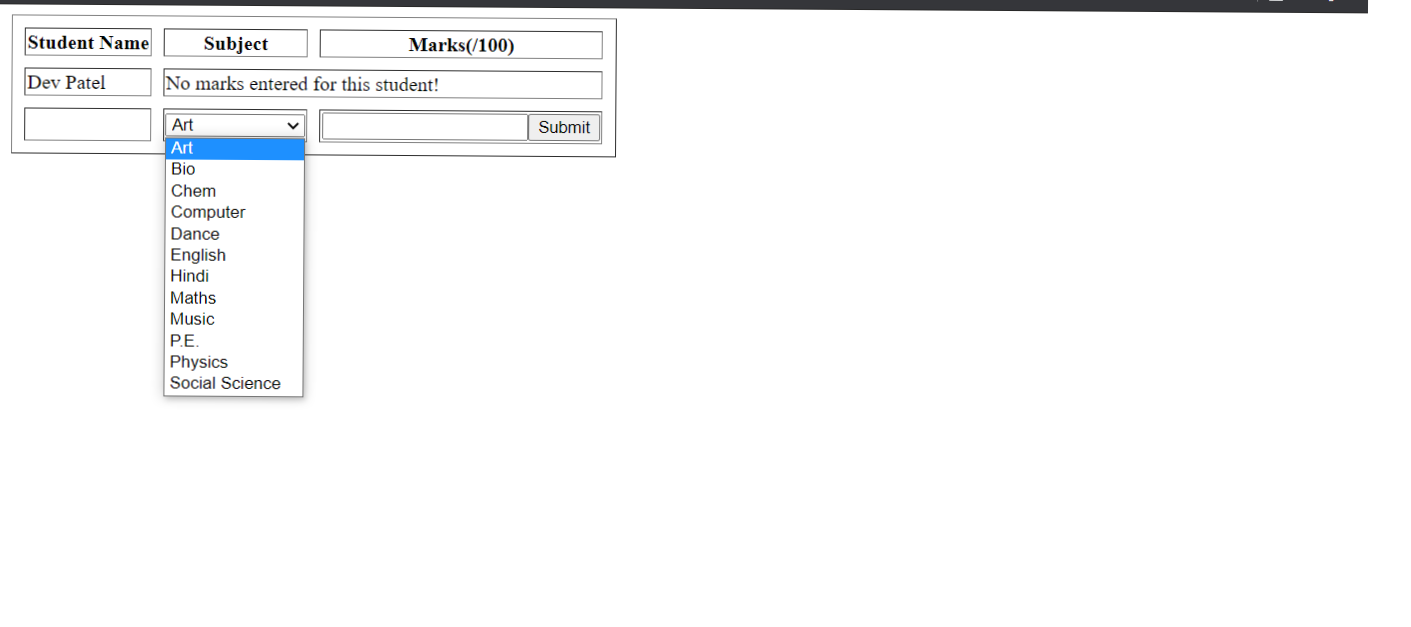 Student Name Subject Marks(/100)
Dev Patel No marks entered for this student!
Art Submit
Art
Bio
Chem
Computer
Dance
English
Hindi
Maths
Music
P.E.
Physics
Social Science